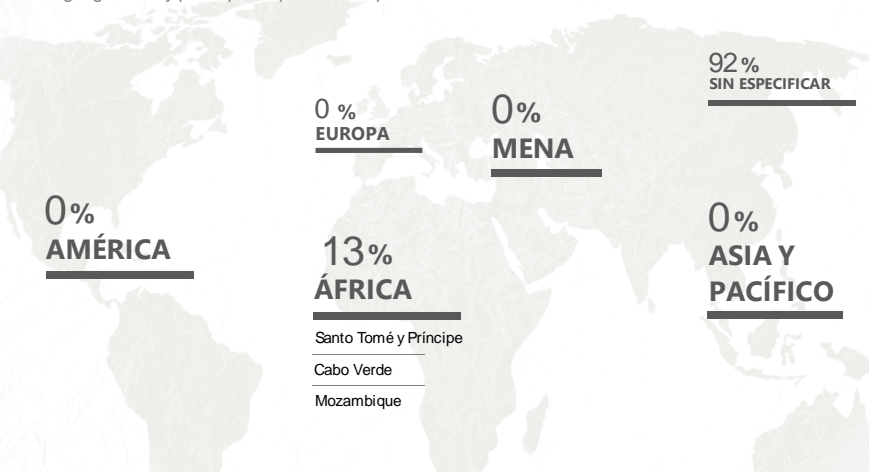 92%
SIN ESPECIFICAR
0 %
EUROPA
0%
MENA
0%
AMÉRICA
13%
ÁFRICA
Santo Tomé y Príncipe
Cabo Verde
Mozambique
0%
ASIA Y
PACÍFICO